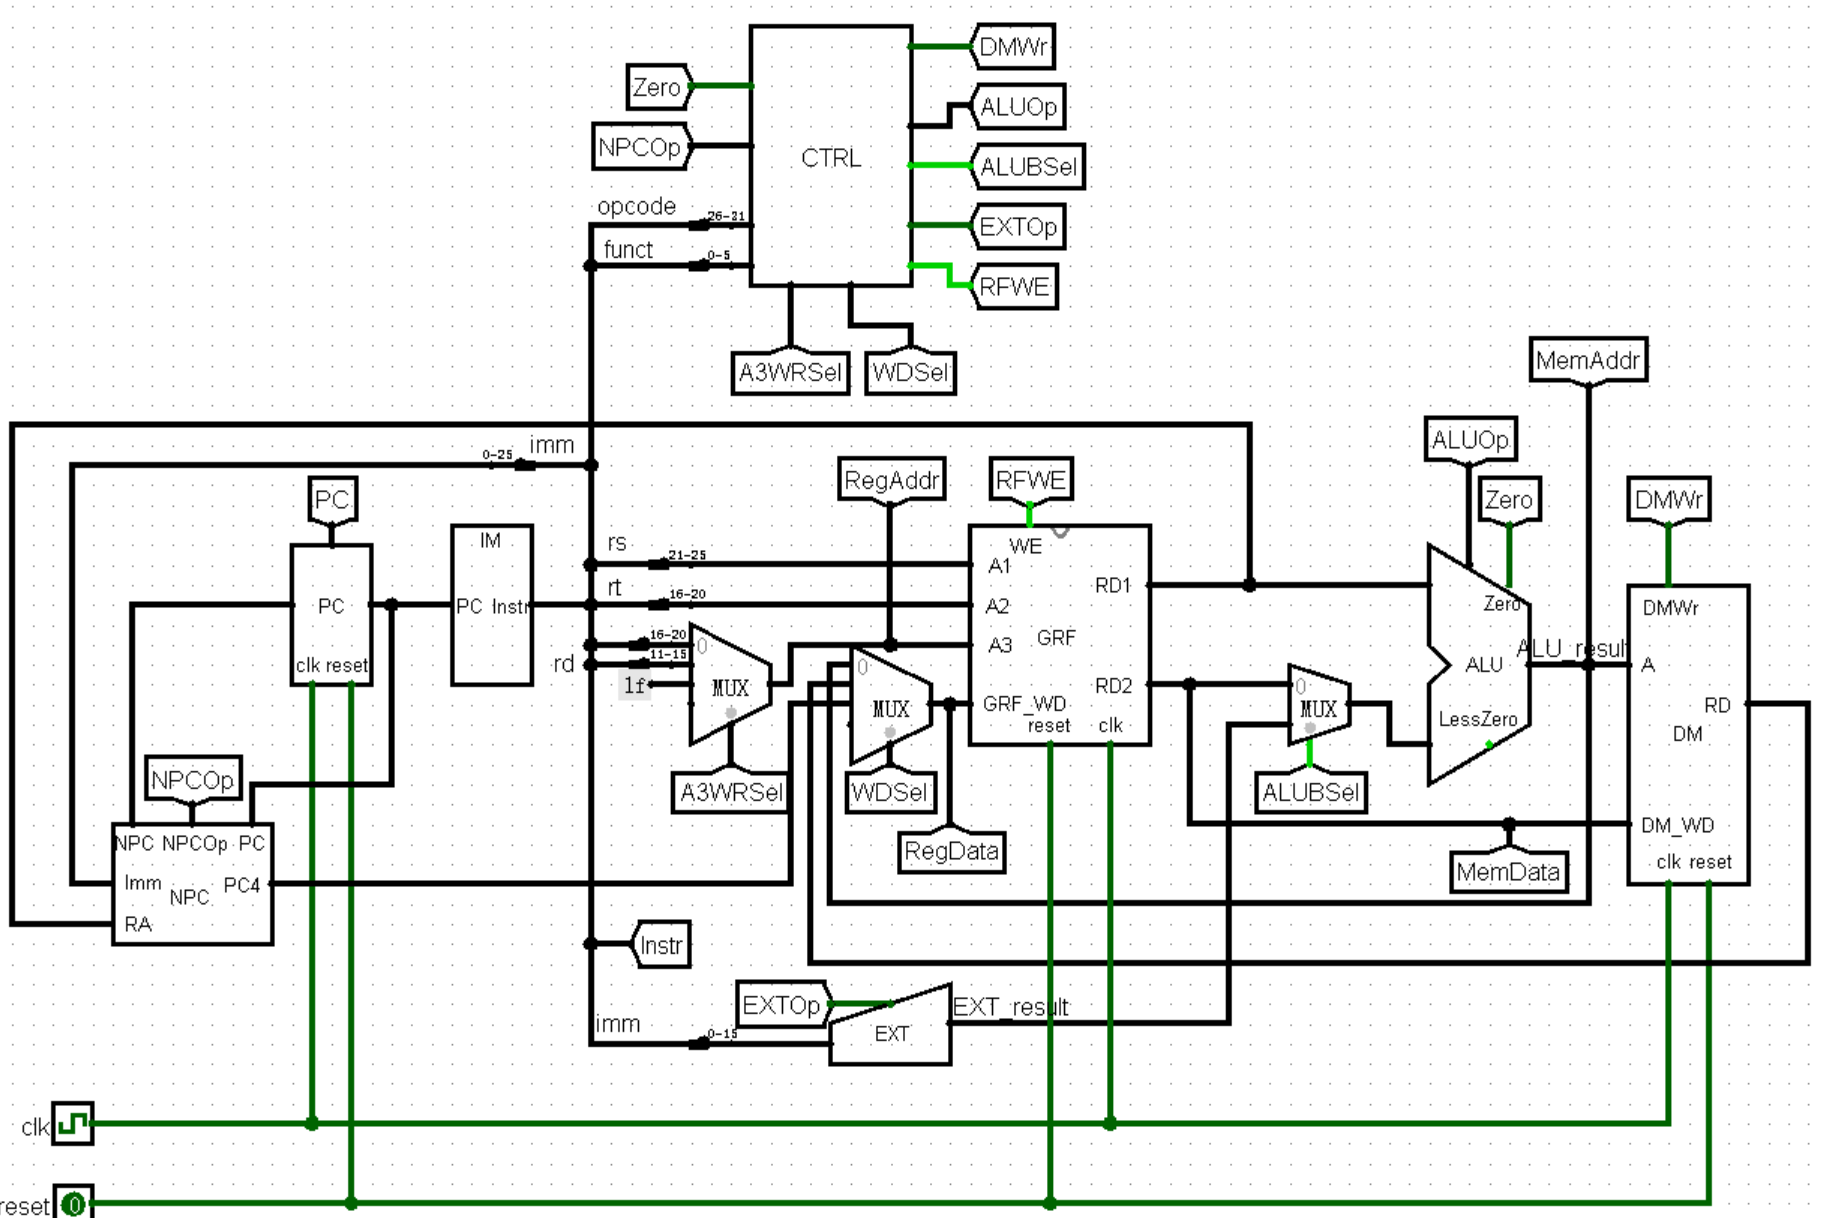 DMWr
Zero
ALUOp
NPCOp
CTRL
ALUBSel
opcode
26-31
EXTOp
funct
0-5
RFWE
A3WRSel
WDSel
MemAddr
imm
0-25
ALUOp
RegAddr
RFWE
PC
Zero
DMWr
IM
rs
21-25
WE
A1
RD1
rt
16-20
PC
PC Instr
A2
Zero
DMWr
16-20
0
A3
GRF
ALU_result
clk reset
rd
11-15
0
ALU
A
1f
MUX
RD2
0
MUX
GRF_WD
MUX
LessZero
RD
reset
clk
DM
NPCOp
A3WRSel
WDSel
ALUBSel
DM_WD
NPC NPCOp PC
RegData
MemData
clk reset
Imm
PC4
NPC
RA
Instr
EXTOp
EXT_result
imm
0-15
EXT
clk
reset
0